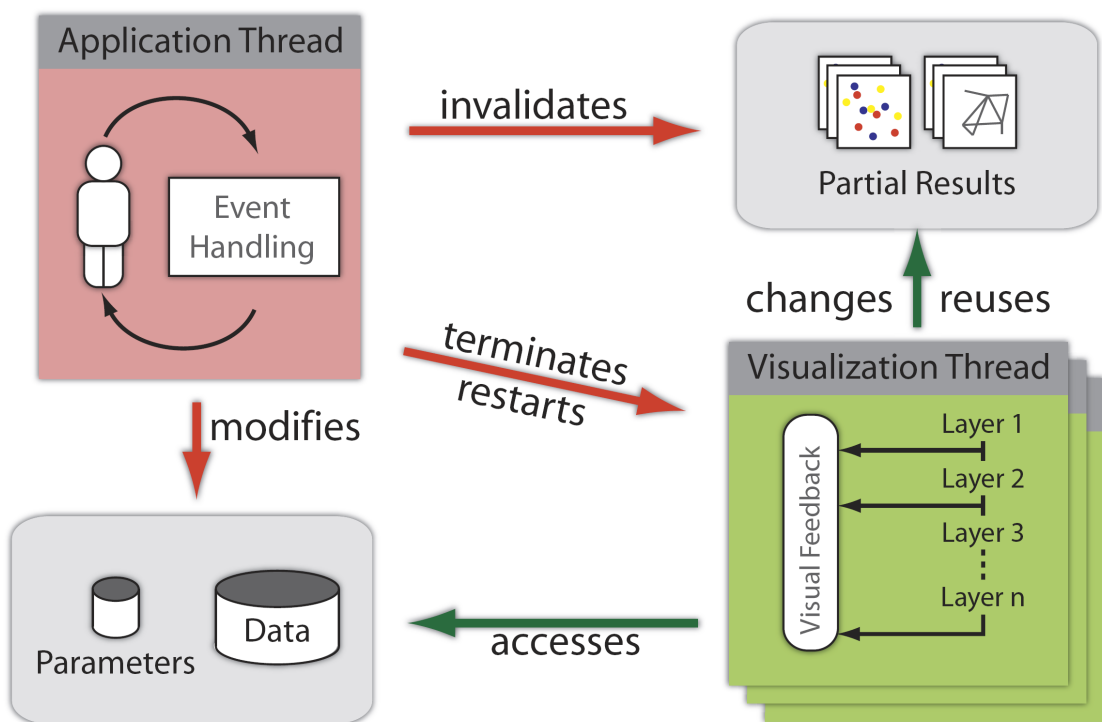 Application Thread
Event
Handling
invalidates
Partial Results
changes
reuses
terminates
restarts
modifies
Visualization Thread
Visual Feedback
Layer 1
Layer 2
Layer 3
Layer n
Parameters
Data
accesses